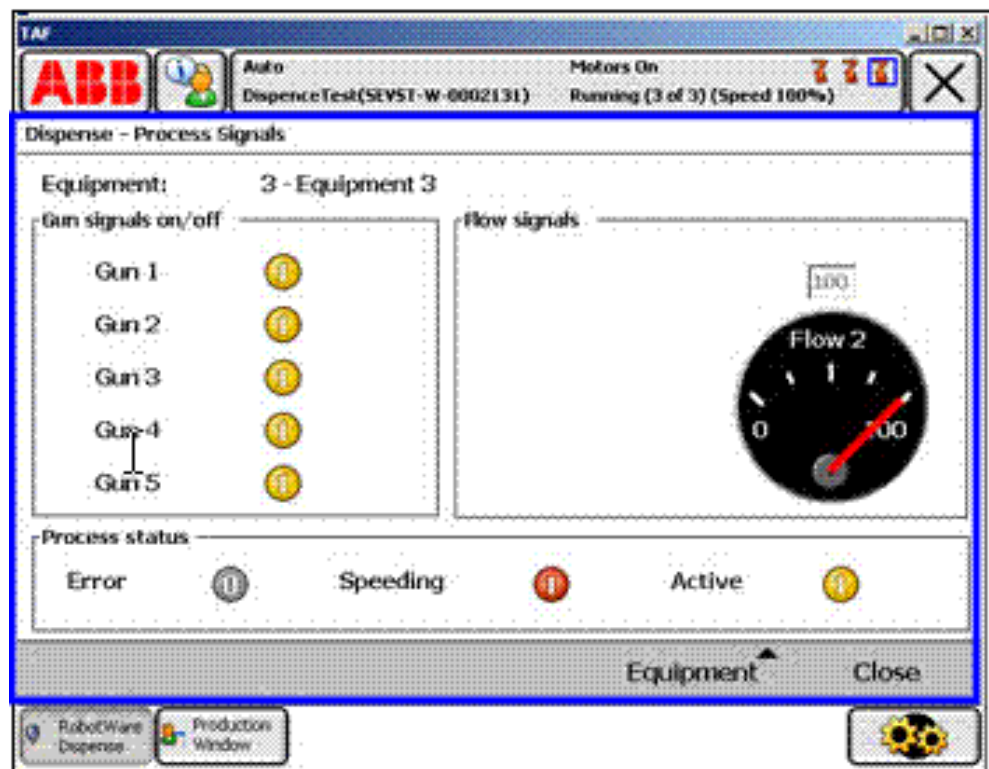 TAF
ABB
Auto
Motors On
DispenceTest(SEVST-W-0002131)
Running (3 of 3) (Speed 100%)
Dispense - Process Signals
Equipment: 3 - Equipment 3
Gun signals on/off
Flow signals
Gun 1
Gun 2
Gun 3
Gun 4
Gun 5
100
Flow 2
0
100
Process status
Error
Speeding
Active
Equipment
Close
RobotWare
Dispense
Production
Window